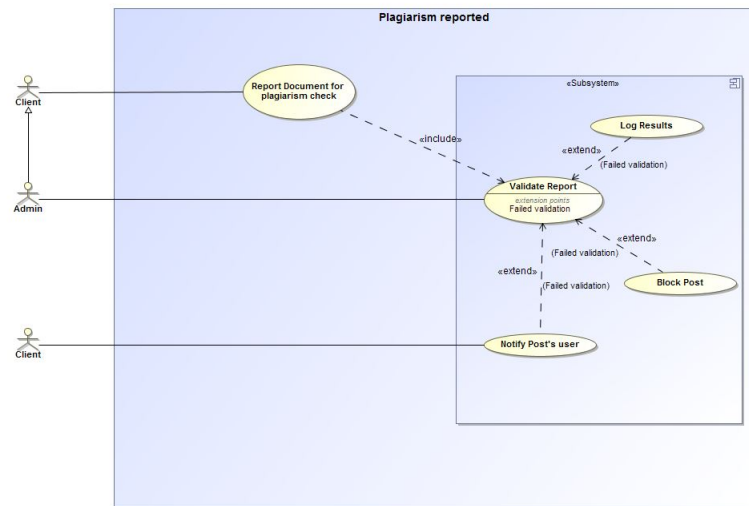 Plagiarism reported
«Subsystem»
Report Document for
plagiarism check
Client
Log Results
«include»
«extend»
(Failed validation)
Validate Report
extension points
Failed validation
Admin
«extend»
(Failed validation)
«extend»
(Failed validation)
Block Post
Notify Post's user
Client